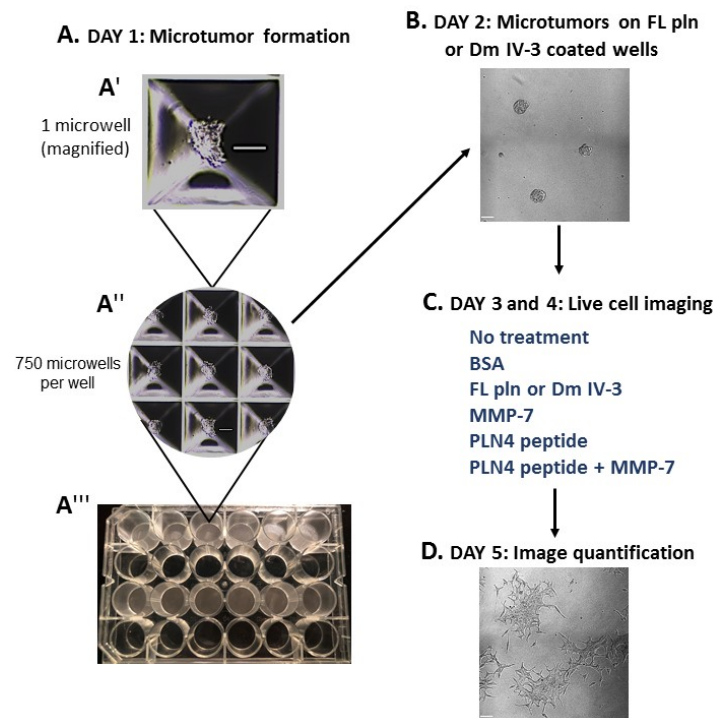 A. DAY 1: Microtumor formation
A'
1 microwell
(magnified)
A''
750 microwells
per well
A'''
B. DAY 2: Microtumors on FL pln
or Dm IV-3 coated wells
C. DAY 3 and 4: Live cell imaging
No treatment
BSA
FL pln or Dm IV-3
MMP-7
PLN4 peptide
PLN4 peptide + MMP-7
D. DAY 5: Image quantification